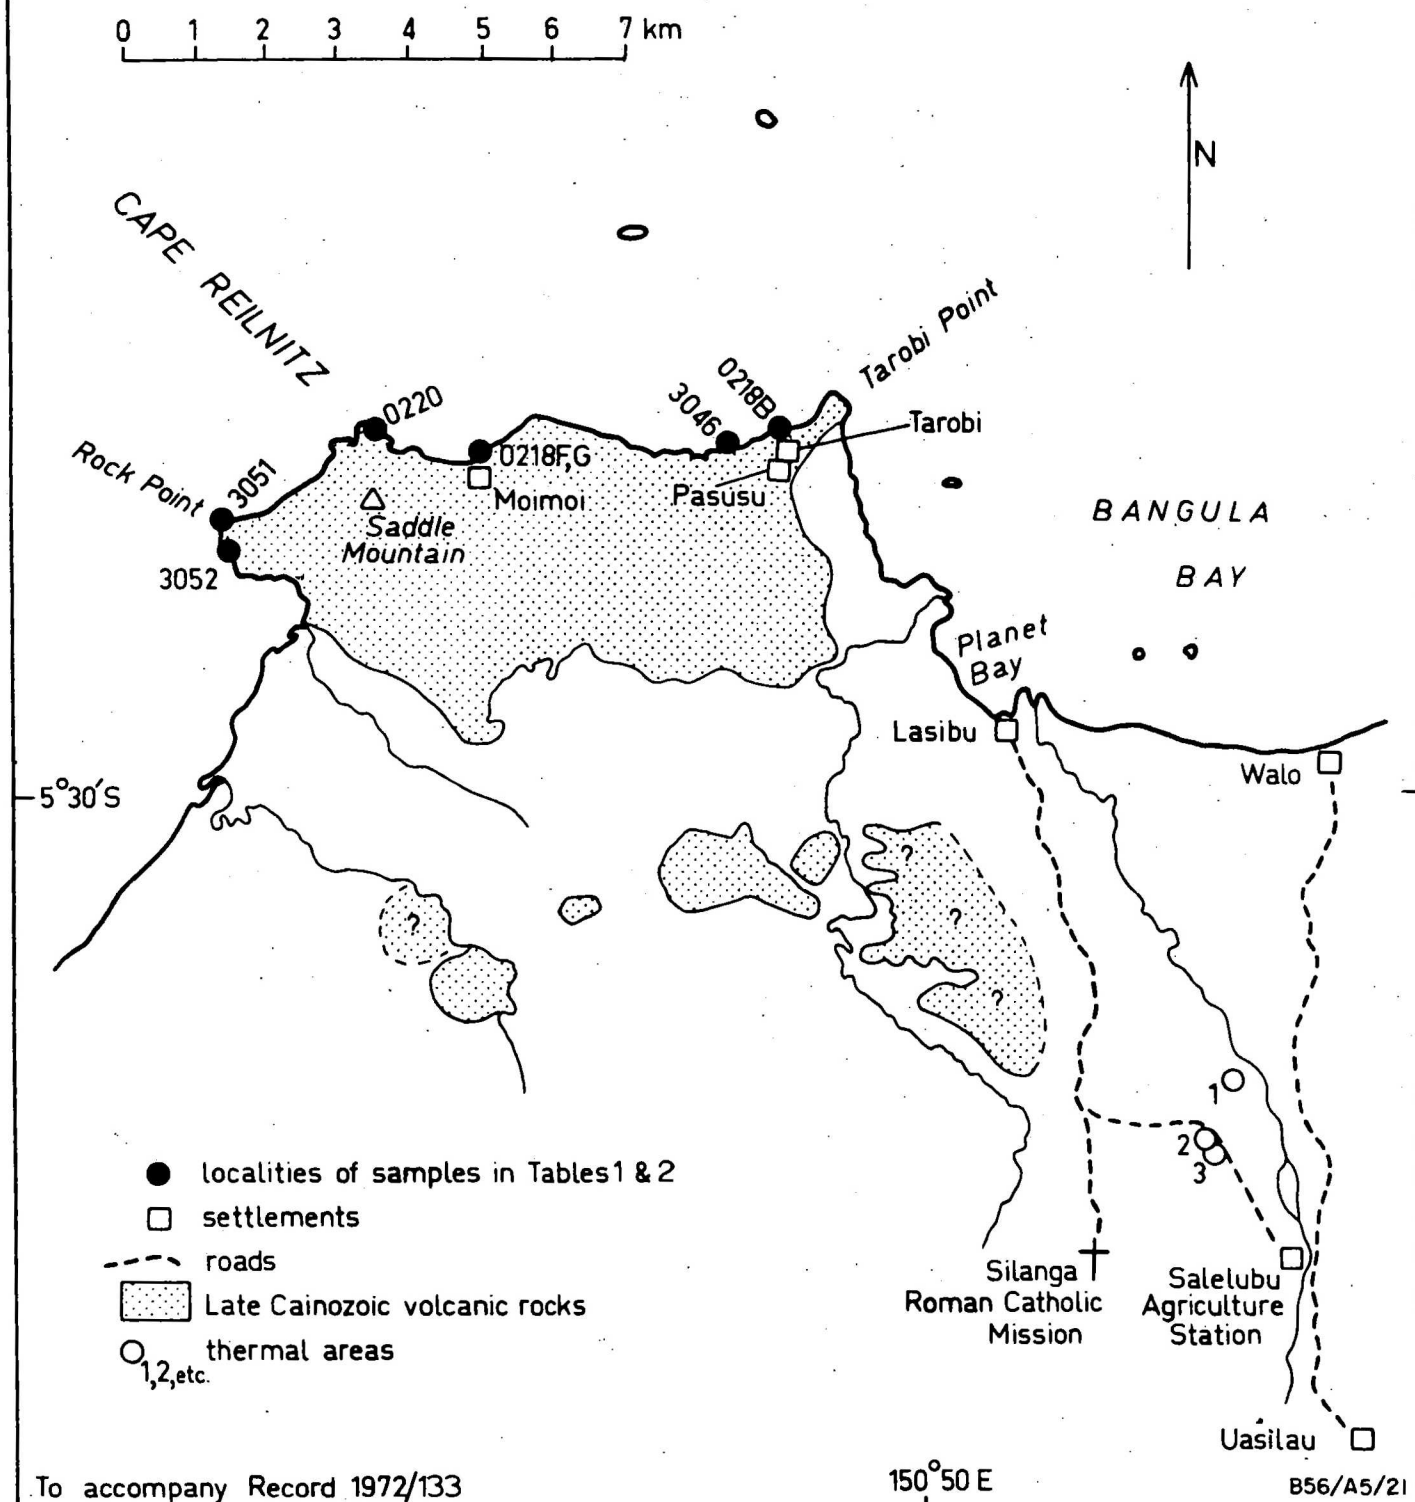 0 1 2 3 4 5 6 7 km
N
CAPE REILNITZ
Tarobi Point
0218B
3046
0220
Tarobi
Rock Point
3051
0218F,G
Pasusu
Moimoi
BANGULA
BAY
Saddle
Mountain
3052
Planet
Bay
Lasibu
Walo
5°30'S
?
?
?
?
1
2
3
localities of samples in Tables 1 & 2
settlements
roads
Late Cainozoic volcanic rocks
thermal areas
1,2,etc.
Silanga
Roman Catholic
Mission
Salelubu
Agriculture
Station
Uasilau
To accompany Record 1972/133
150°50 E
B56/A5/21